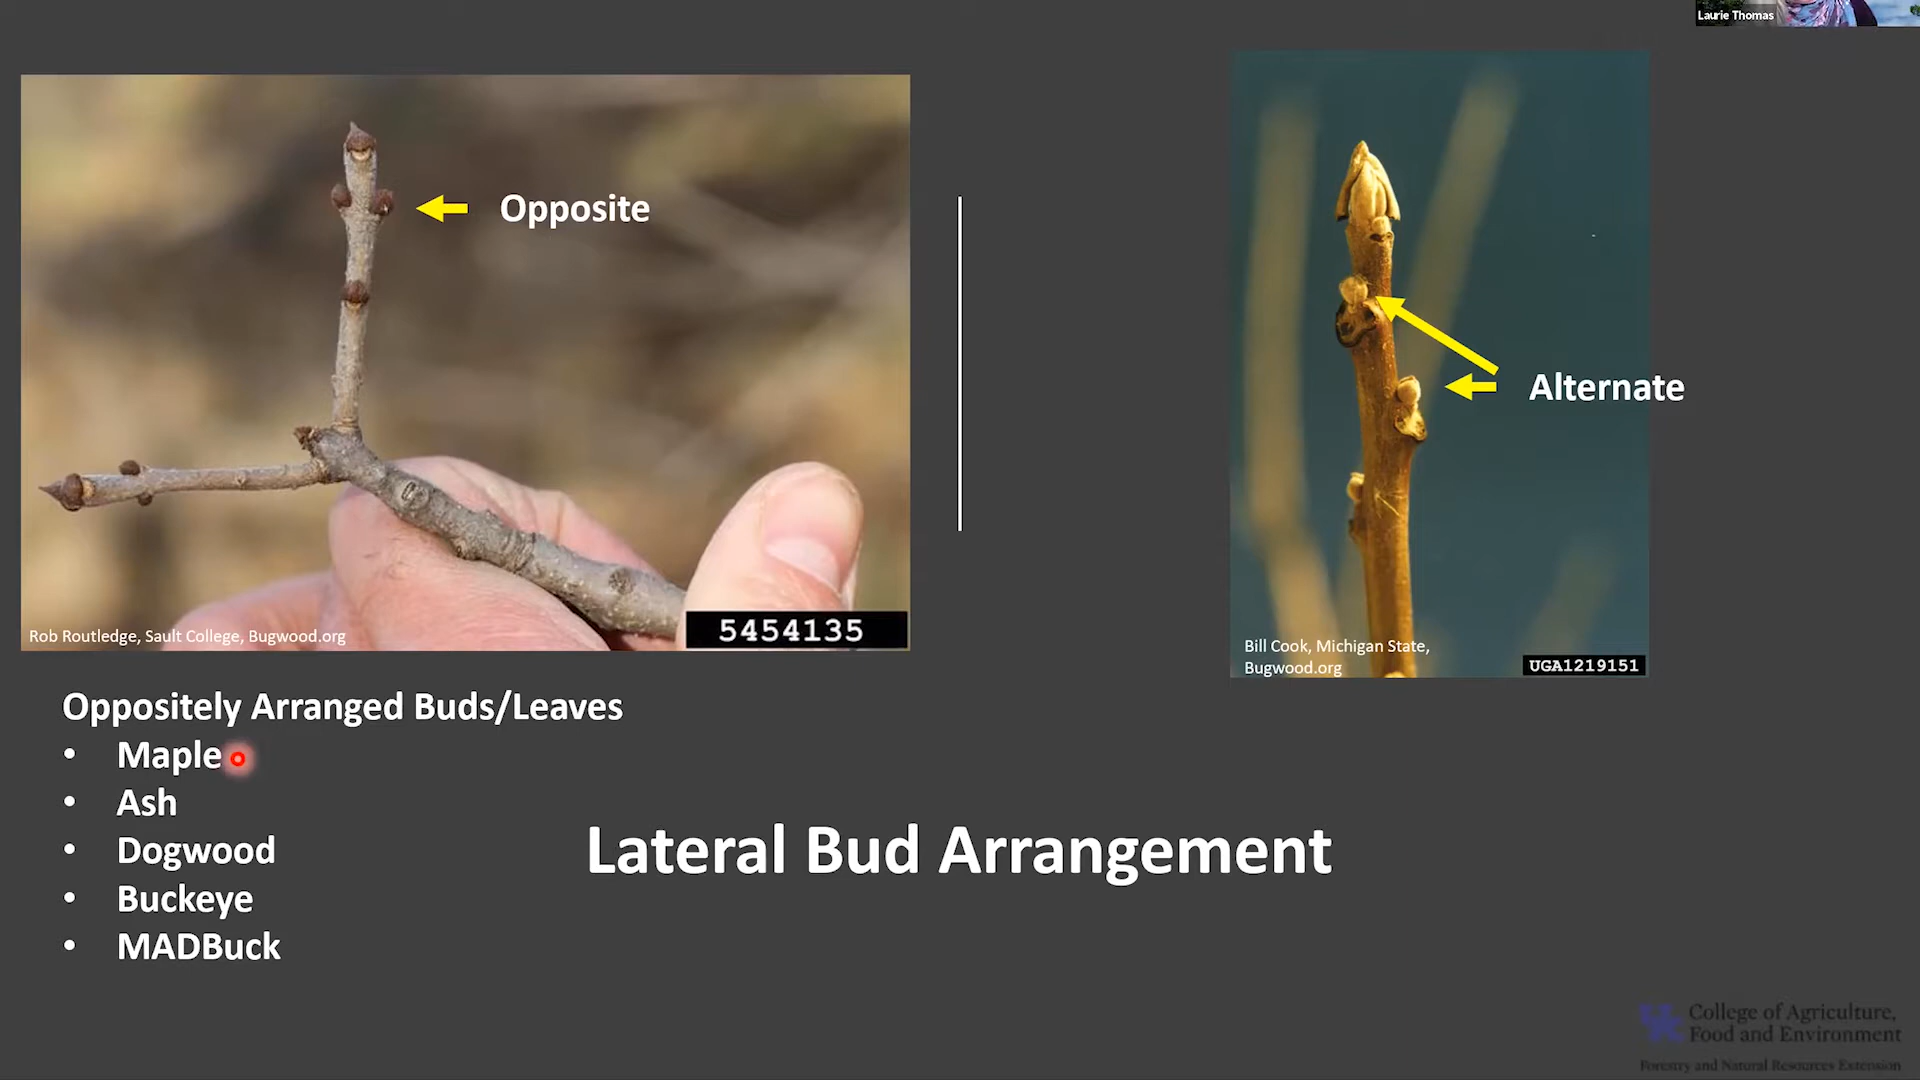 Laurie Thomas
Opposite
Alternate
Rob Routledge, Sault College, Bugwood.org
5454135
Bill Cook, Michigan State,
Bugwood.org
UGA1219151
Oppositely Arranged Buds/Leaves
• Maple
• Ash
• Dogwood
• Buckeye
• MADBuck
Lateral Bud Arrangement
College of Agriculture,
Food and Environment
Forestry and Natural Resources Extension